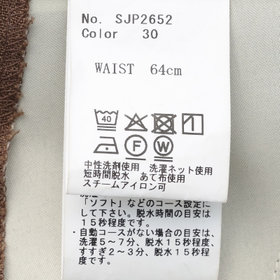 No. SJP2652
Color 30
WAIST 64cm
40
P W
中性洗剤使用 洗濯ネット使用
短時間脱水 あて布使用
スチームアイロン可
「ソフト」などのコース設定に
して下さい。脱水時間の目安は
15秒程度です。
・自動コースがない場合の目安は、
洗濯5~7分、脱水15秒程度、
すすぎ2~3分、脱水15秒
程度です。